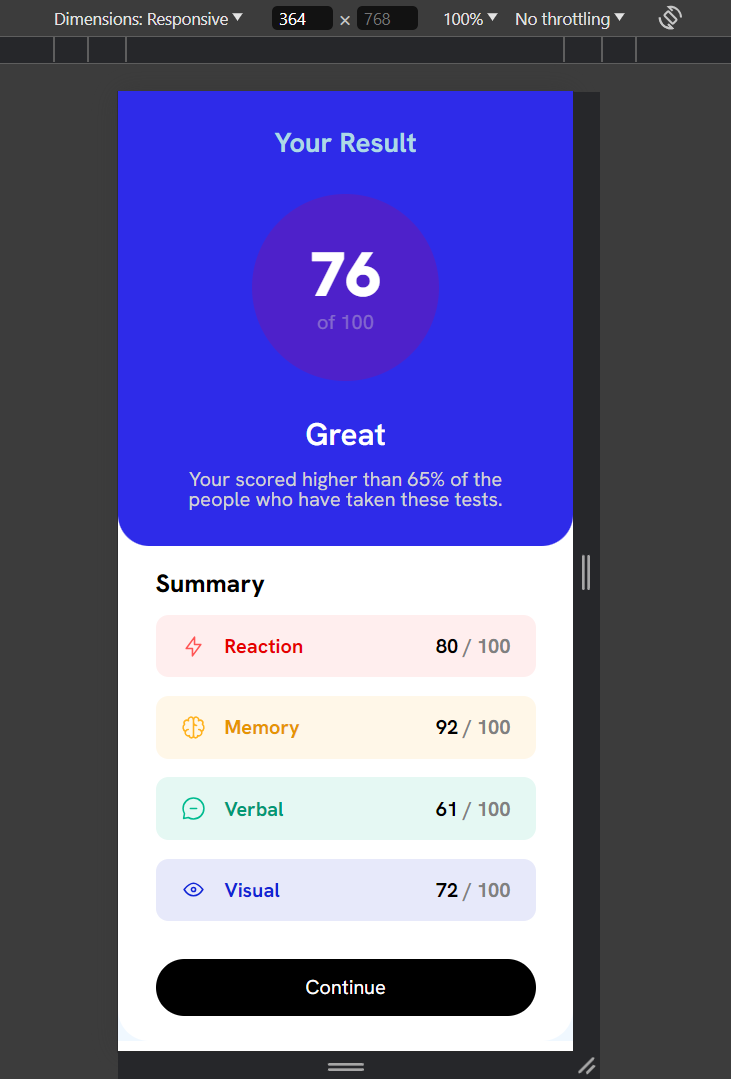 Dimensions: Responsive 364 × 768 100% No throttling
Your Result
76
of 100
Great
Your scored higher than 65% of the
people who have taken these tests.
Summary
Reaction 80 / 100
Memory 92 / 100
Verbal 61 / 100
Visual 72 / 100
Continue